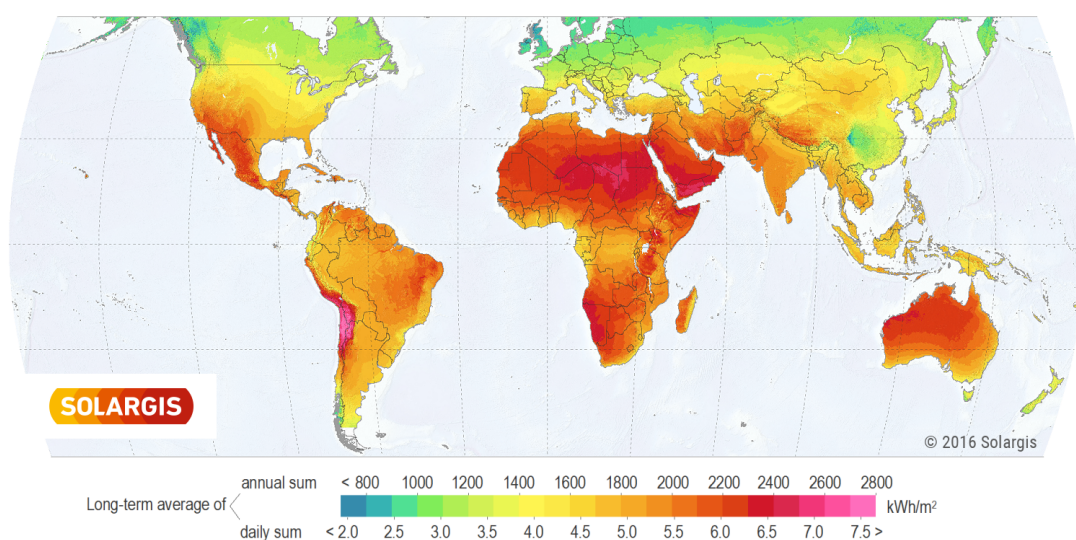 SOLARGIS
© 2016 Solargis
annual sum < 800 1000 1200 1400 1600 1800 2000 2200 2400 2600 2800
Long-term average of kWh/m²
daily sum < 2.0 2.5 3.0 3.5 4.0 4.5 5.0 5.5 6.0 6.5 7.0 7.5 >